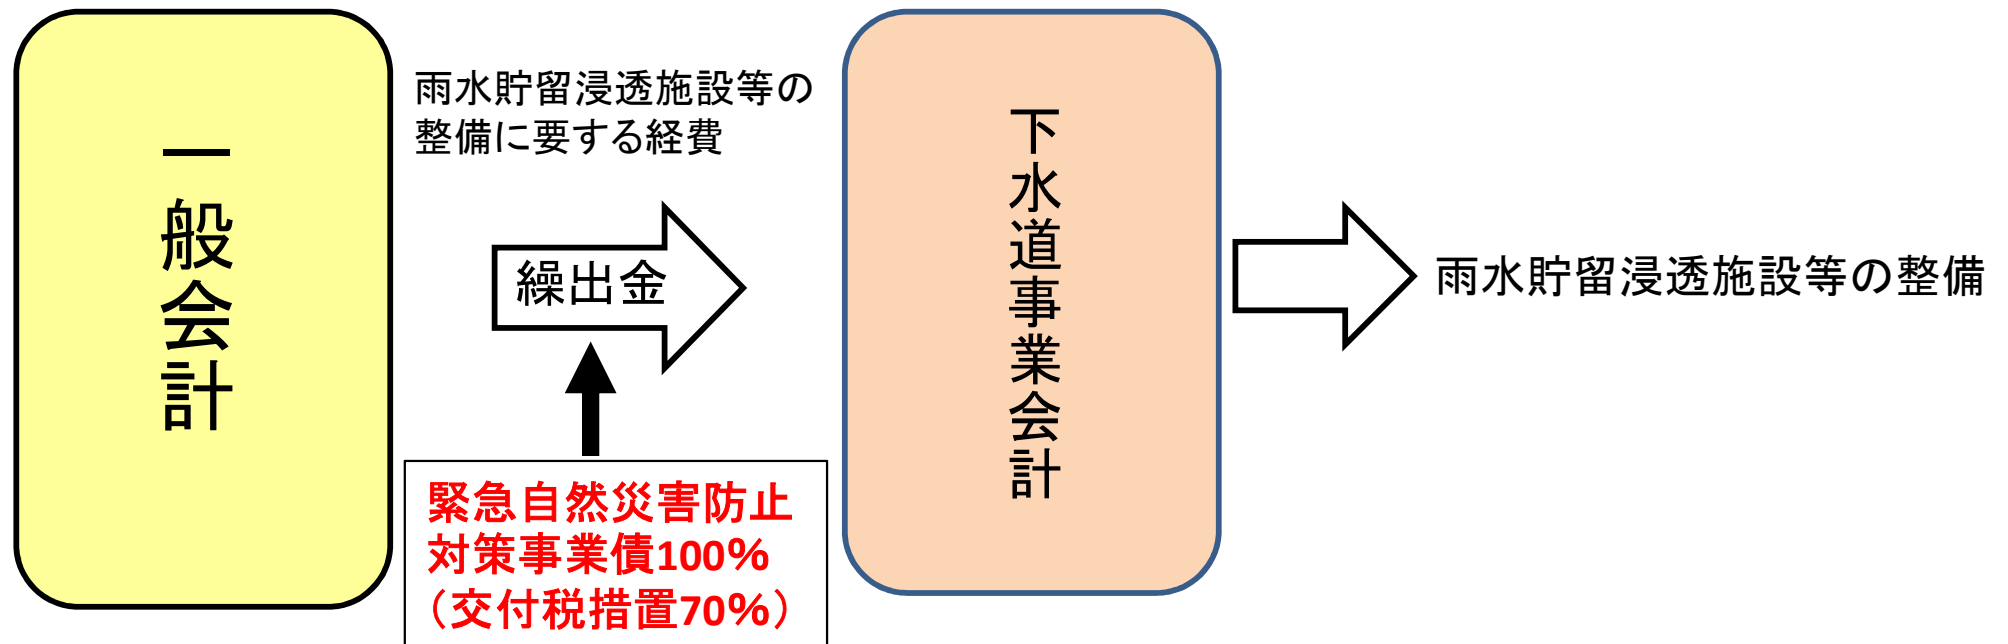 一般会計
雨水貯留浸透施設等の
整備に要する経費
繰出金
緊急自然災害防止
対策事業債100%
（交付税措置70%）
下水道事業会計
雨水貯留浸透施設等の整備